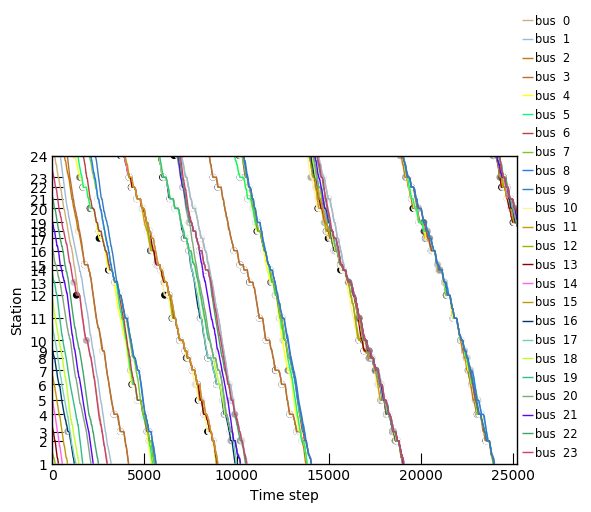 bus 0
bus 1
bus 2
bus 3
bus 4
bus 5
bus 6
bus 7
bus 8
bus 9
bus 10
bus 11
bus 12
bus 13
bus 14
bus 15
bus 16
bus 17
bus 18
bus 19
bus 20
bus 21
bus 22
bus 23
Station
24
23
22
21
20
19
18
17
16
15
14
13
12
11
10
9
8
7
6
5
4
3
2
1
0 5000 10000 15000 20000 25000
Time step